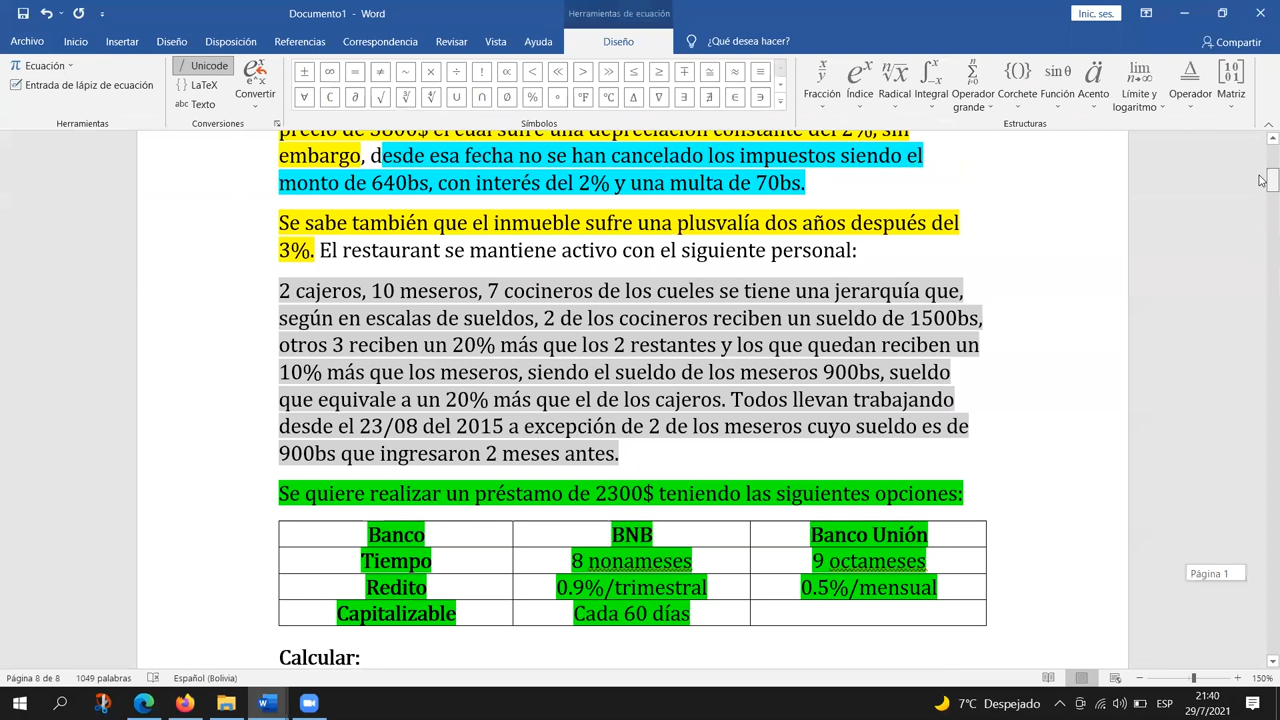 Documento1 - Word
Herramientas de ecuación
Inic. ses.
Archivo Inicio Insertar Diseño Disposición Referencias Correspondencia Revisar Vista Ayuda Diseño ¿Qué desea hacer? Compartir
Ecuación
Entrada de lápiz de ecuación
Herramientas
Unicode
LaTeX
Texto
Convertir
Conversiones
± ∞ = ≠ ~ × ÷ ! ∝ < ≪ > ≫ ≤ ≥ ∓ ≅ ≈ ≡
∀ ∁ ∂ √ ∛ ∜ ∪ ∩ ∅ % ° °F °C ∆ ∇ ∃ ∄ ∈ ∋
Símbolos
Fracción Índice Radical Integral Operador grande Corchete Función Acento Límite y logaritmo Operador Matriz
Estructuras
precio de 3800$ el cual sufre una depreciación constante del 2%, sin
embargo, desde esa fecha no se han cancelado los impuestos siendo el
monto de 640bs, con interés del 2% y una multa de 70bs.
Se sabe también que el inmueble sufre una plusvalía dos años después del
3%. El restaurant se mantiene activo con el siguiente personal:
2 cajeros, 10 meseros, 7 cocineros de los cueles se tiene una jerarquía que,
según en escalas de sueldos, 2 de los cocineros reciben un sueldo de 1500bs,
otros 3 reciben un 20% más que los 2 restantes y los que quedan reciben un
10% más que los meseros, siendo el sueldo de los meseros 900bs, sueldo
que equivale a un 20% más que el de los cajeros. Todos llevan trabajando
desde el 23/08 del 2015 a excepción de 2 de los meseros cuyo sueldo es de
900bs que ingresaron 2 meses antes.
Se quiere realizar un préstamo de 2300$ teniendo las siguientes opciones:
Banco BNB Banco Unión
Tiempo 8 nonameses 9 octameses
Redito 0.9%/trimestral 0.5%/mensual
Capitalizable Cada 60 días
Página 1
Calcular:
Página 8 de 8 1049 palabras Español (Bolivia) 150%
7°C Despejado ESP 21:40
29/7/2021